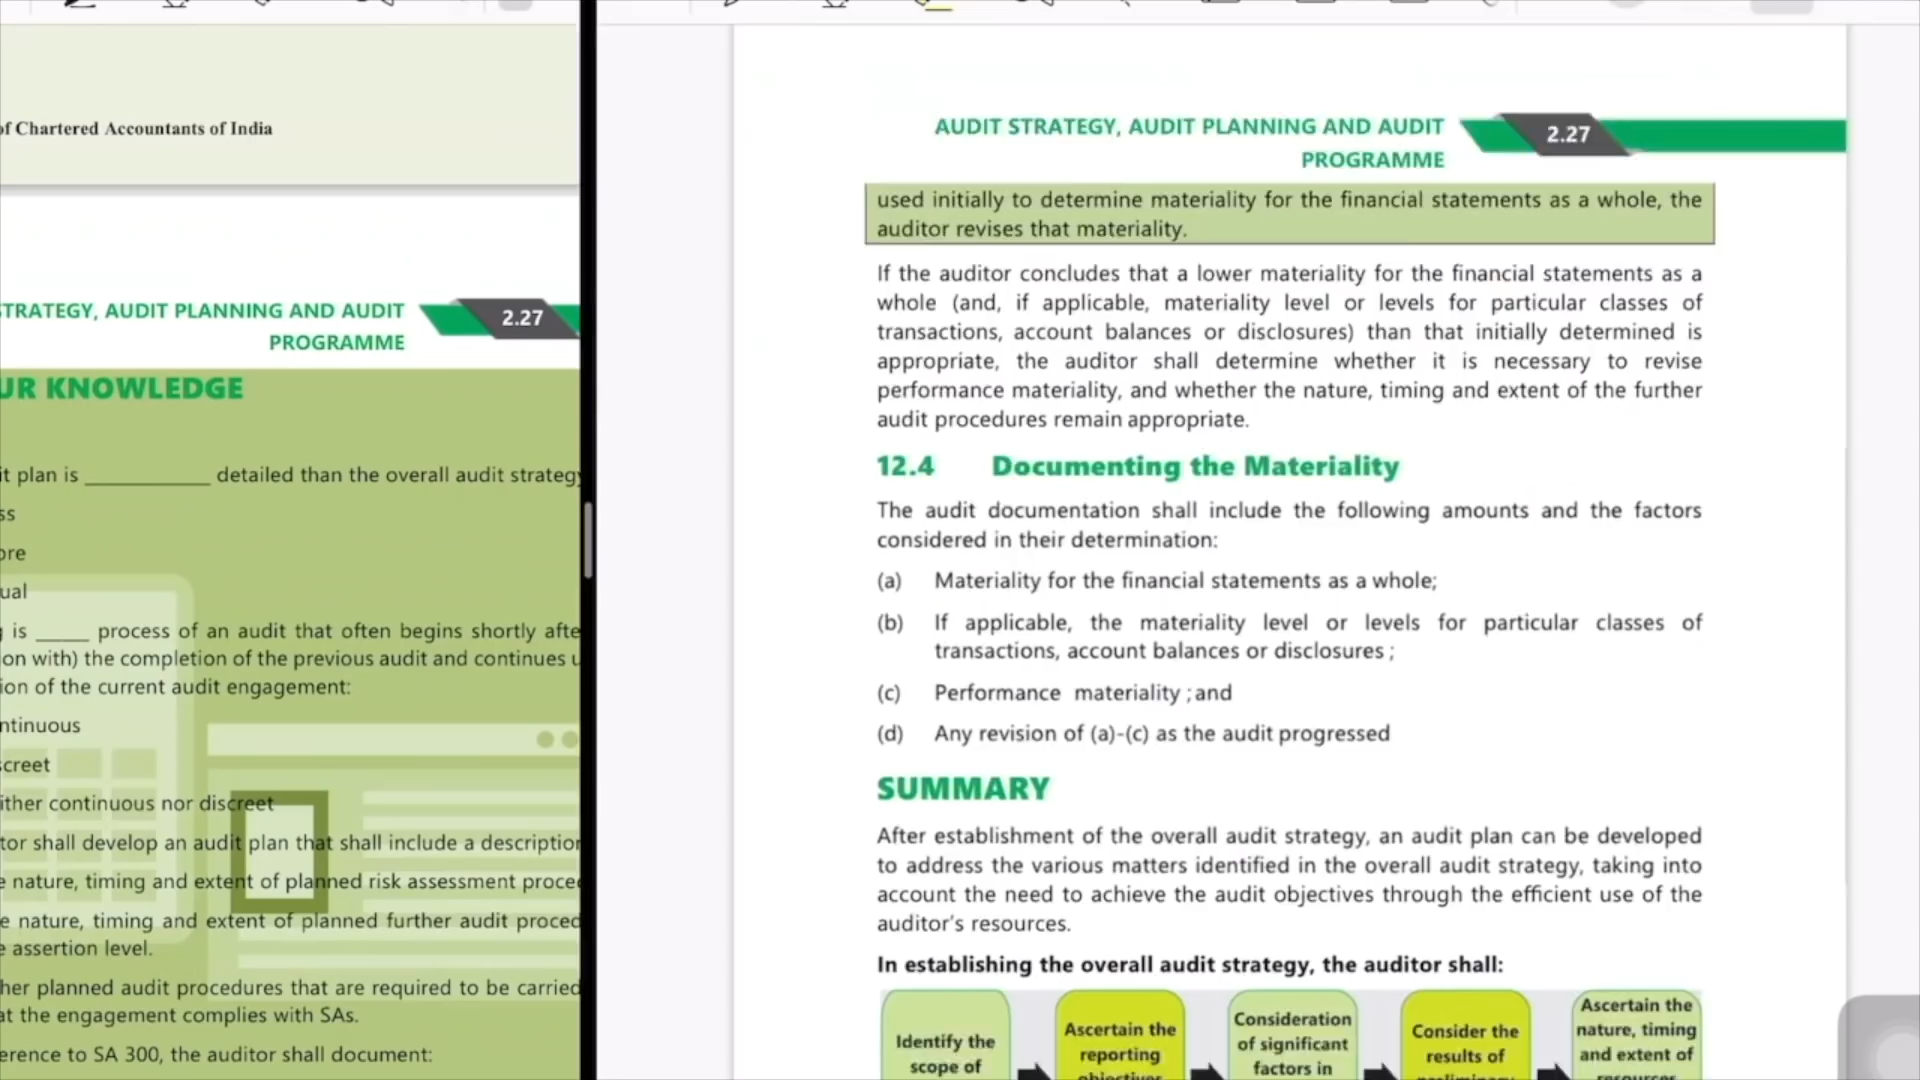 of Chartered Accountants of India
STRATEGY, AUDIT PLANNING AND AUDIT
PROGRAMME
2.27
UR KNOWLEDGE
it plan is ____________ detailed than the overall audit strategy
ss
ore
ual
g is _____ process of an audit that often begins shortly afte
on with) the completion of the previous audit and continues u
ion of the current audit engagement:
ntinuous
screet
ither continuous nor discreet
tor shall develop an audit plan that shall include a description
e nature, timing and extent of planned risk assessment proce
e nature, timing and extent of planned further audit proced
e assertion level.
her planned audit procedures that are required to be carried
at the engagement complies with SAs.
erence to SA 300, the auditor shall document:
AUDIT STRATEGY, AUDIT PLANNING AND AUDIT
PROGRAMME
2.27
used initially to determine materiality for the financial statements as a whole, the
auditor revises that materiality.
If the auditor concludes that a lower materiality for the financial statements as a
whole (and, if applicable, materiality level or levels for particular classes of
transactions, account balances or disclosures) than that initially determined is
appropriate, the auditor shall determine whether it is necessary to revise
performance materiality, and whether the nature, timing and extent of the further
audit procedures remain appropriate.
12.4 Documenting the Materiality
The audit documentation shall include the following amounts and the factors
considered in their determination:
(a) Materiality for the financial statements as a whole;
(b) If applicable, the materiality level or levels for particular classes of
transactions, account balances or disclosures ;
(c) Performance materiality ;and
(d) Any revision of (a)-(c) as the audit progressed
SUMMARY
After establishment of the overall audit strategy, an audit plan can be developed
to address the various matters identified in the overall audit strategy, taking into
account the need to achieve the audit objectives through the efficient use of the
auditor's resources.
In establishing the overall audit strategy, the auditor shall:
Identify the
scope of
Ascertain the
reporting
objectives
Consideration
of significant
factors in
Consider the
results of
Ascertain the
nature, timing
and extent of